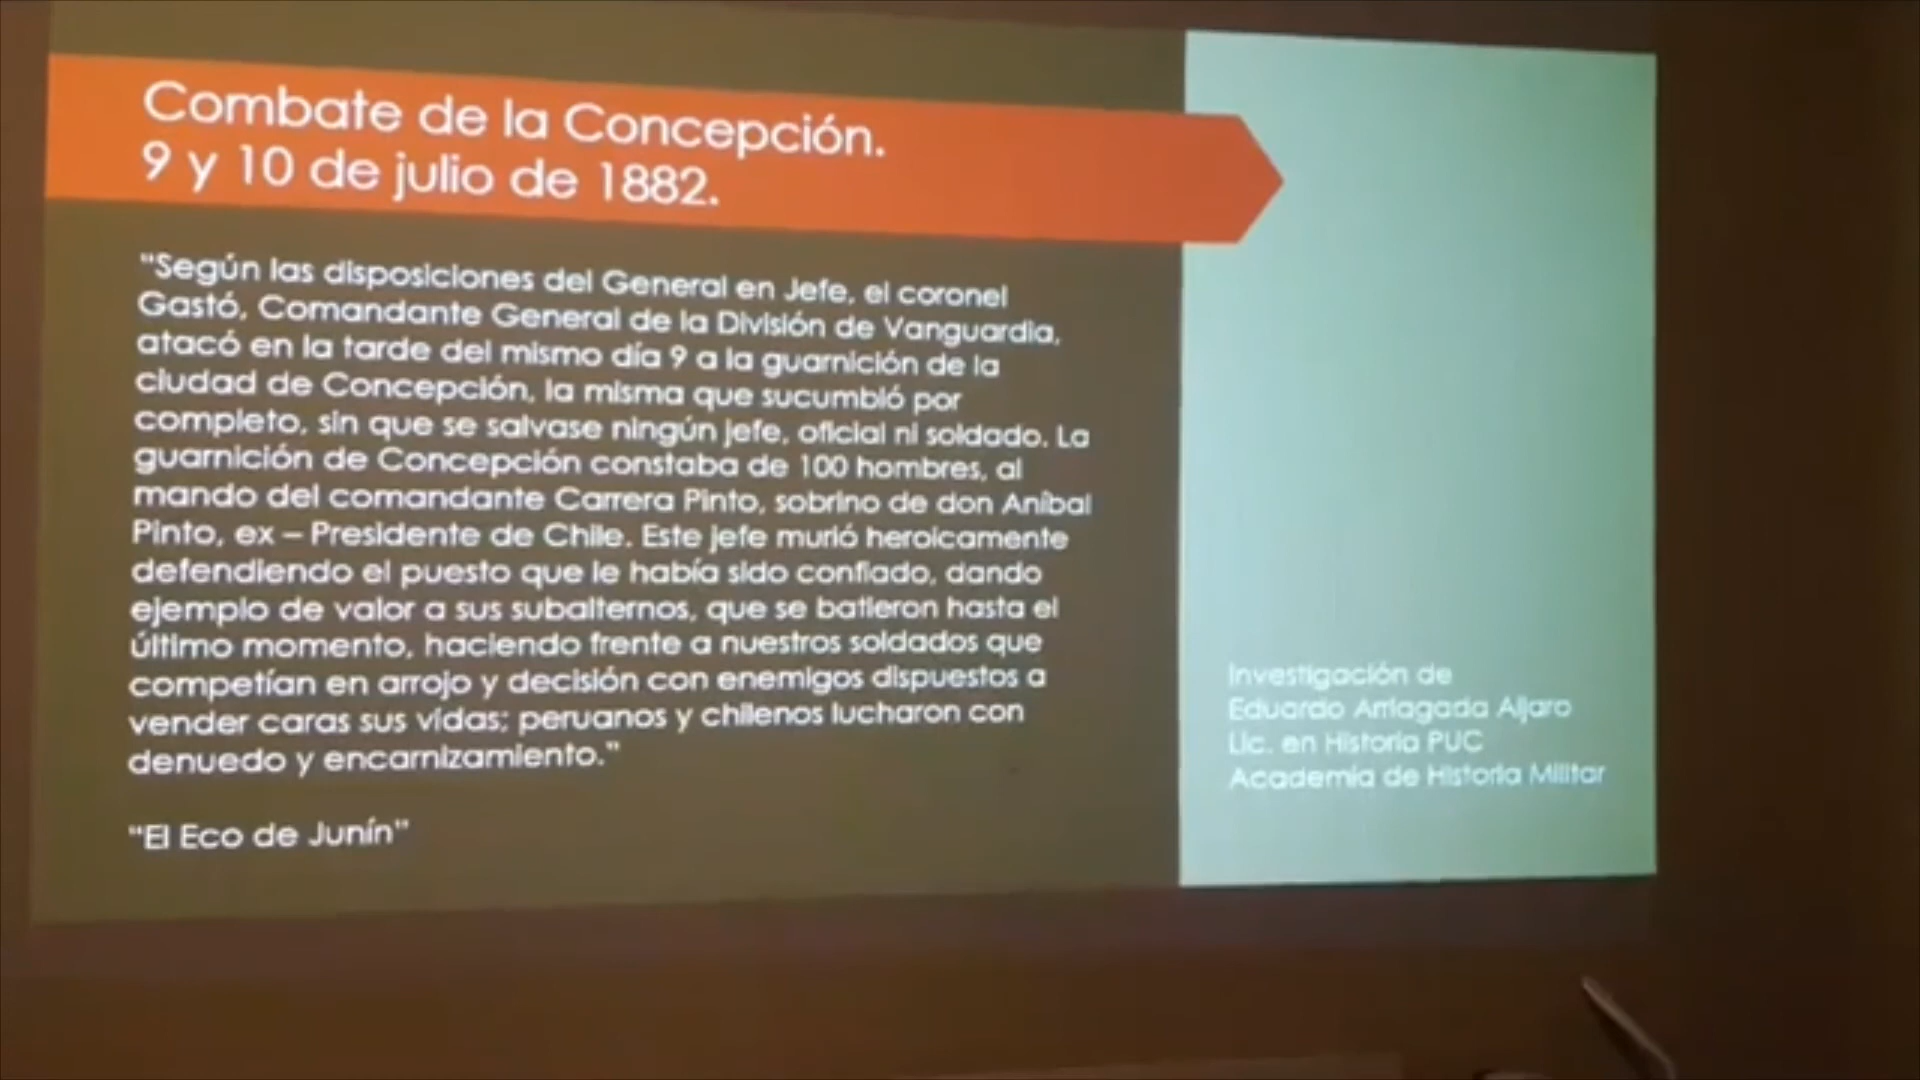 Combate de la Concepción.
9 y 10 de julio de 1882.
"Según las disposiciones del General en Jefe, el coronel
Gastó, Comandante General de la División de Vanguardia,
atacó en la tarde del mismo día 9 a la guarnición de la
ciudad de Concepción, la misma que sucumbió por
completo, sin que se salvase ningún jefe, oficial ni soldado. La
guarnición de Concepción constaba de 100 hombres, al
mando del comandante Carrera Pinto, sobrino de don Aníbal
Pinto, ex – Presidente de Chile. Este jefe murió heroicamente
defendiendo el puesto que le había sido confiado, dando
ejemplo de valor a sus subalternos, que se batieron hasta el
último momento, haciendo frente a nuestros soldados que
competían en arrojo y decisión con enemigos dispuestos a
vender caras sus vidas; peruanos y chilenos lucharon con
denuedo y encarnizamiento."
"El Eco de Junín"
Investigación de
Eduardo Arriagada Aljaro
Lic. en Historia PUC
Academia de Historia Militar